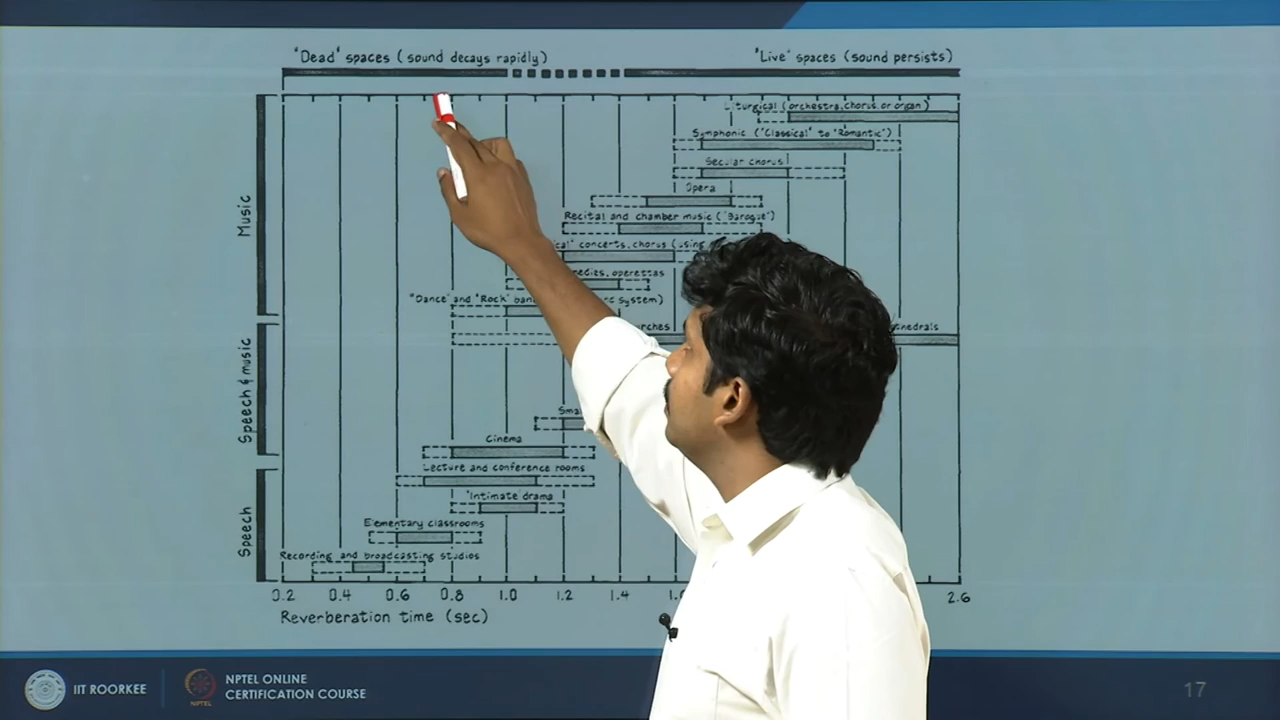 "Dead" spaces (sound decays rapidly)
"Live" spaces (sound persists)
Liturgical (orchestra, chorus, or organ)
Symphonic ("Classical" to "Romantic")
Secular chorus
Opera
Recital and chamber music ("Baroque")
concerts, chorus (using
operettas
"Dance" and "Rock" system)
Music
Speech & music
Cinema
Lecture and conference rooms
"Intimate" drama
Elementary classrooms
Recording and broadcasting studios
Speech
0.2 0.4 0.6 0.8 1.0 1.2 1.4 2.6
Reverberation time (sec)
IIT ROORKEE
NPTEL
NPTEL ONLINE
CERTIFICATION COURSE
17